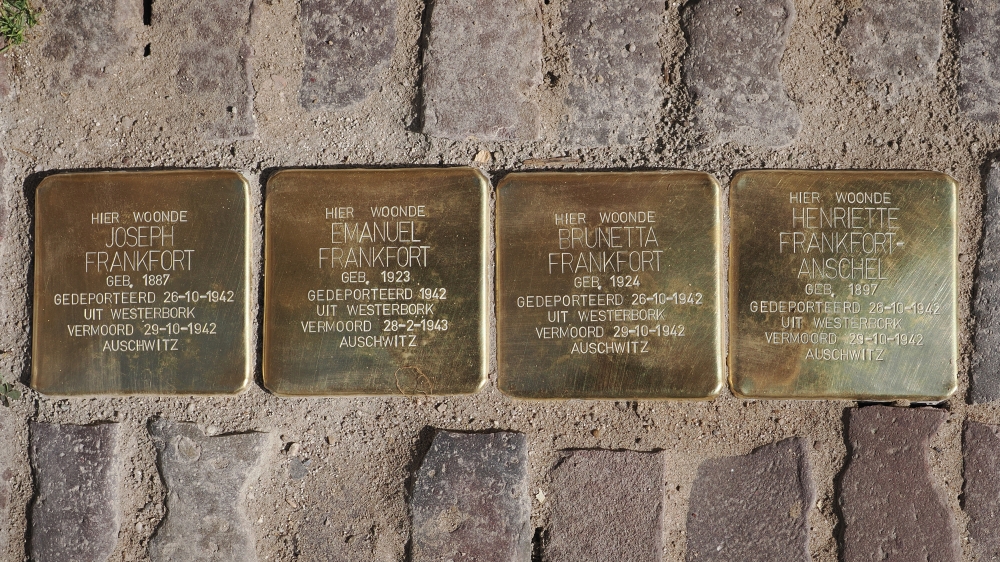 HIER WOONDE
JOSEPH
FRANKFORT
GEB. 1887
GEDEPORTEERD 26-10-1942
UIT WESTERBORK
VERMOORD 29-10-1942
AUSCHWITZ
HIER WOONDE
EMANUEL
FRANKFORT
GEB. 1923
GEDEPORTEERD 1942
UIT WESTERBORK
VERMOORD 28-2-1943
AUSCHWITZ
HIER WOONDE
BRUNETTA
FRANKFORT
GEB. 1924
GEDEPORTEERD 26-10-1942
UIT WESTERBORK
VERMOORD 29-10-1942
AUSCHWITZ
HIER WOONDE
HENRIETTE
FRANKFORT-
ANSCHEL
GEB. 1897
GEDEPORTEERD 26-10-1942
UIT WESTERBORK
VERMOORD 29-10-1942
AUSCHWITZ